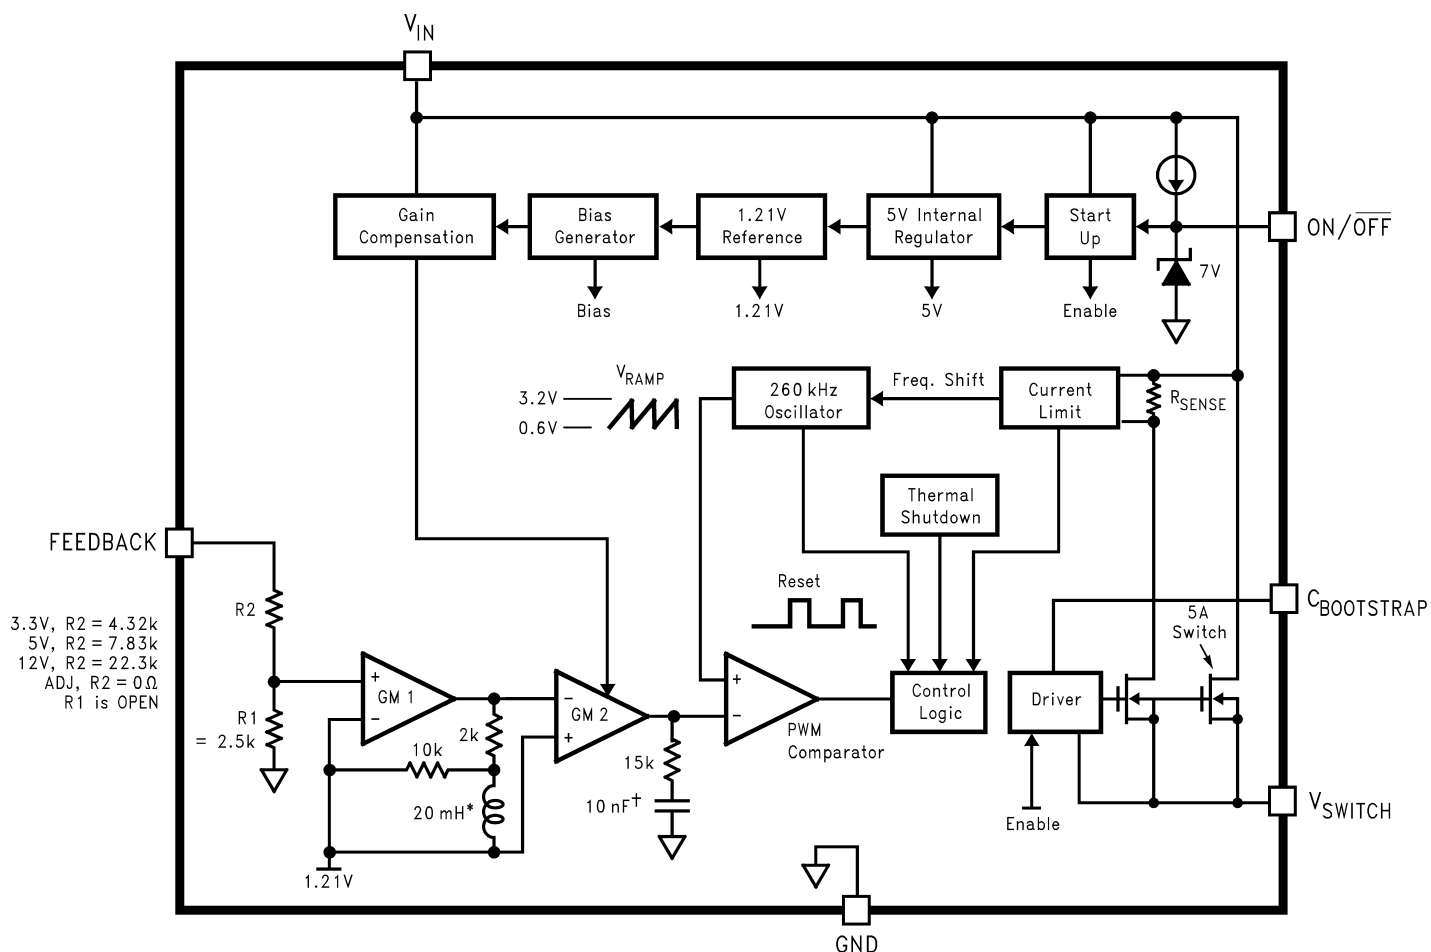 VIN
Gain
Compensation
Bias
Generator
1.21V
Reference
5V Internal
Regulator
Start
Up
ON/OFF
7V
Bias
1.21V
5V
Enable
VRAMP
3.2V
0.6V
260 kHz
Oscillator
Freq. Shift
Current
Limit
RSENSE
Thermal
Shutdown
FEEDBACK
Reset
R2
3.3V, R2 = 4.32k
5V, R2 = 7.83k
12V, R2 = 22.3k
ADJ, R2 = 0Ω
R1 is OPEN
R1
= 2.5k
CBOOTSTRAP
5A
Switch
+
GM 1
−
−
GM 2
+
+
−
PWM
Comparator
Control
Logic
Driver
2k
10k
20 mH*
15k
10 nF†
Enable
VSWITCH
1.21V
GND